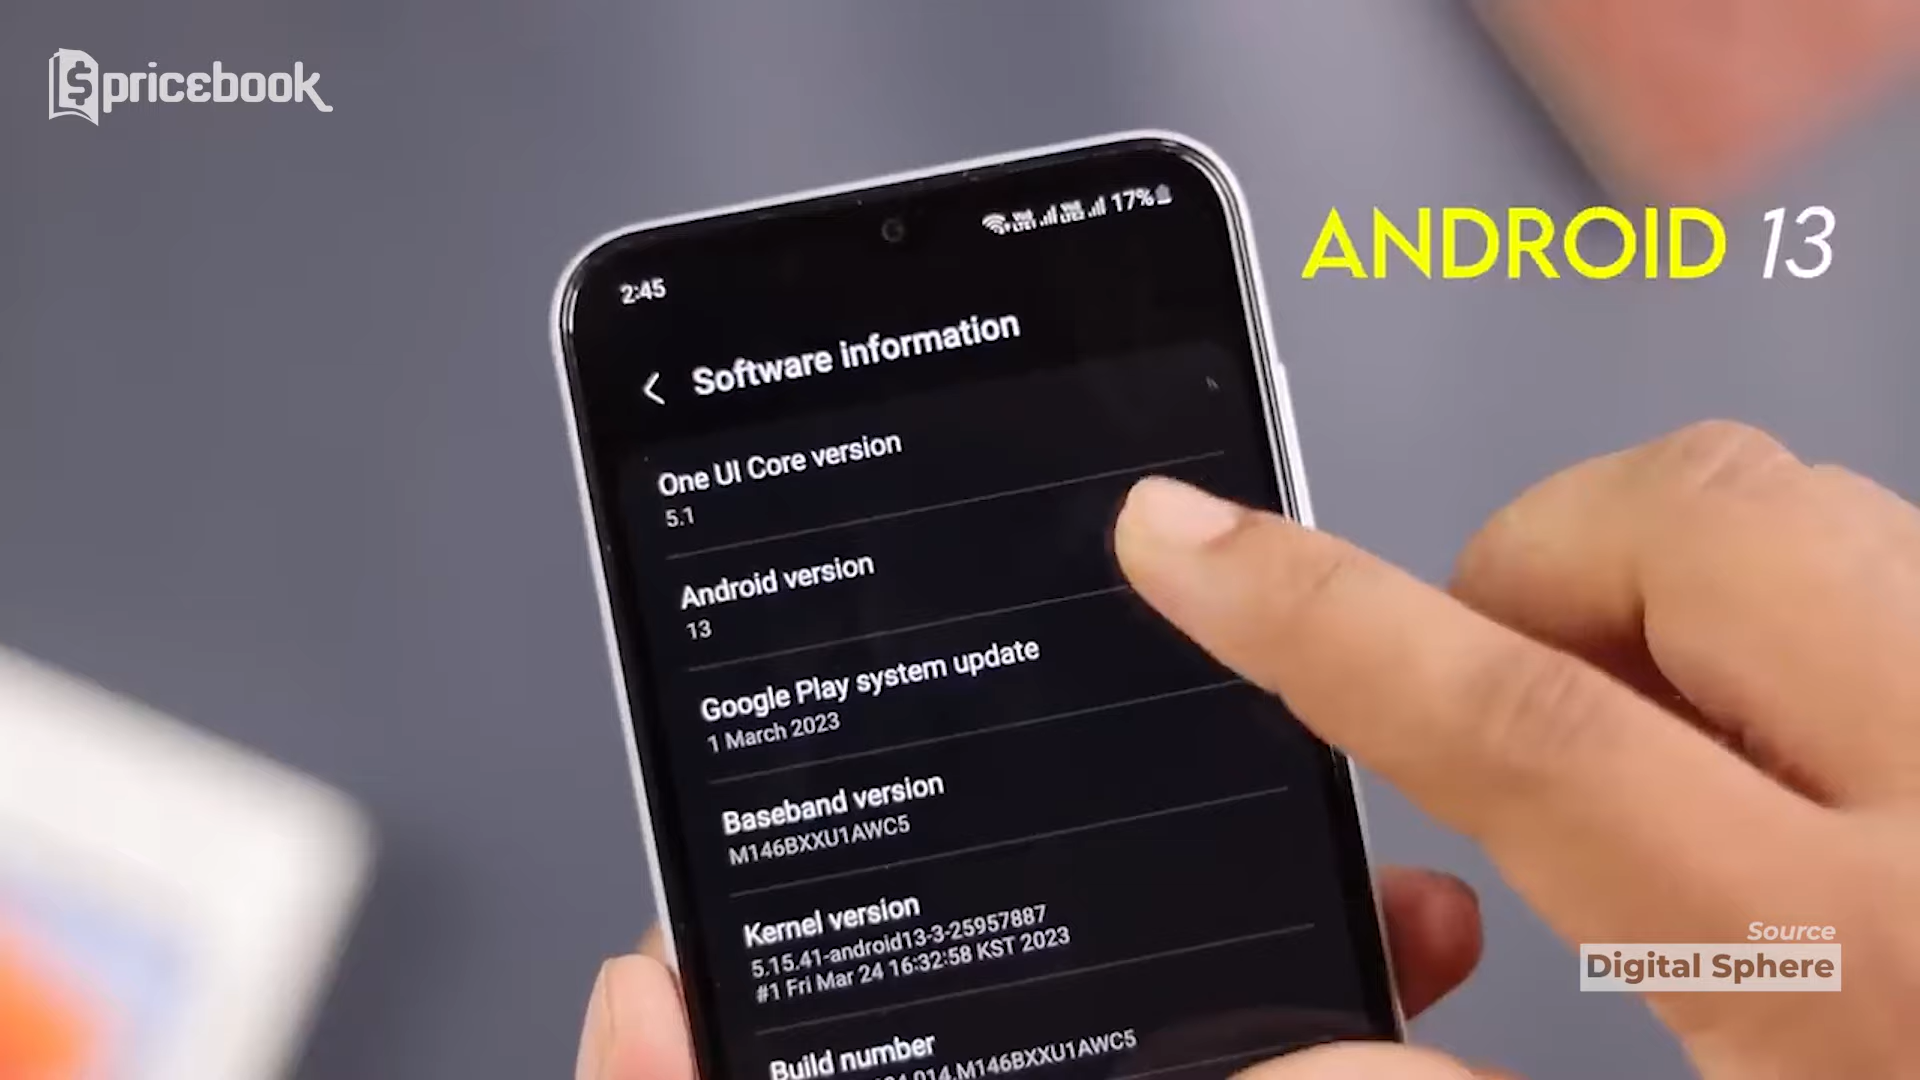 pricebook
ANDROID 13
2:45
17%
Software information
One UI Core version
5.1
Android version
13
Google Play system update
1 March 2023
Baseband version
M146BXXU1AWC5
Kernel version
5.15.41-android13-3-25957887
#1 Fri Mar 24 16:32:58 KST 2023
Build number
.014.M146BXXU1AWC5
Source
Digital Sphere